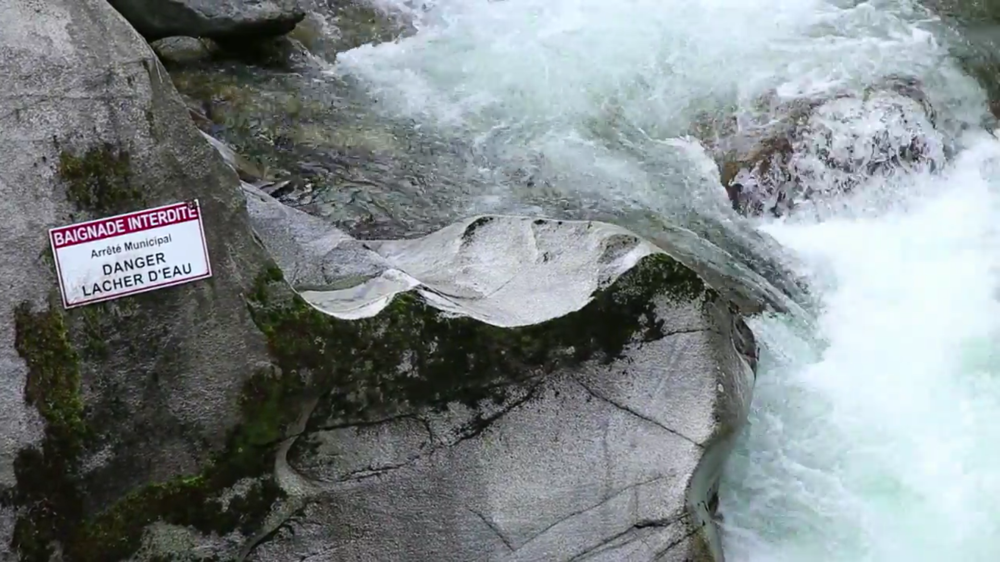 BAIGNADE INTERDITE
Arrêté Municipal
DANGER
LACHER D'EAU